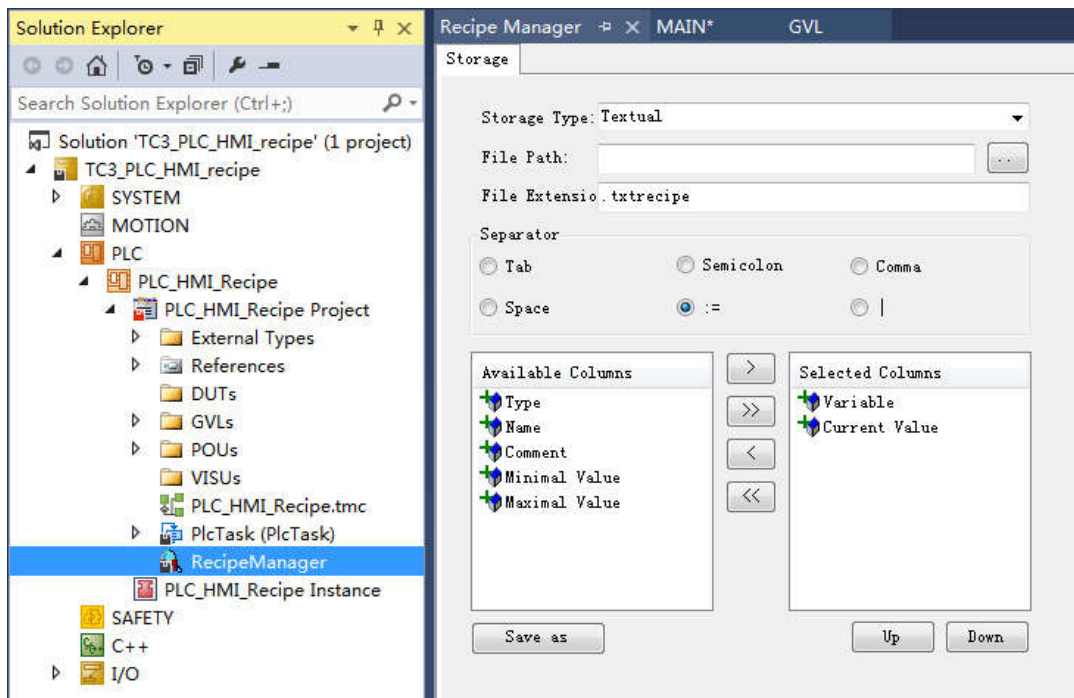 Solution Explorer
Search Solution Explorer (Ctrl+;)
Solution 'TC3_PLC_HMI_recipe' (1 project)
TC3_PLC_HMI_recipe
SYSTEM
MOTION
PLC
PLC_HMI_Recipe
PLC_HMI_Recipe Project
External Types
References
DUTs
GVLs
POUs
VISUs
PLC_HMI_Recipe.tmc
PlcTask (PlcTask)
RecipeManager
PLC_HMI_Recipe Instance
SAFETY
C++
I/O
Recipe Manager MAIN* GVL
Storage
Storage Type: Textual
File Path: ..
File Extensio .txtrecipe
Separator
Tab Semicolon Comma
Space := |
Available Columns
Type
Name
Comment
Minimal Value
Maximal Value
>
>>
<
<<
Selected Columns
Variable
Current Value
Save as Up Down